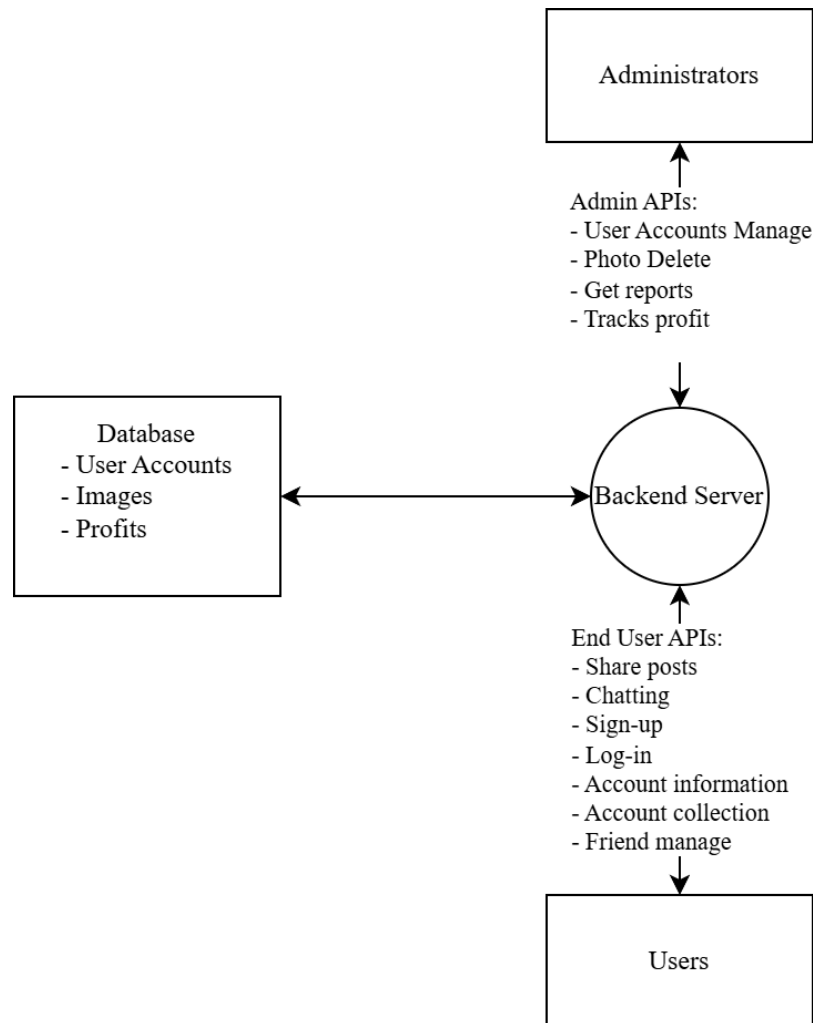 Administrators
Admin APIs:
- User Accounts Manage
- Photo Delete
- Get reports
- Tracks profit
Database
- User Accounts
- Images
- Profits
Backend Server
End User APIs:
- Share posts
- Chatting
- Sign-up
- Log-in
- Account information
- Account collection
- Friend manage
Users